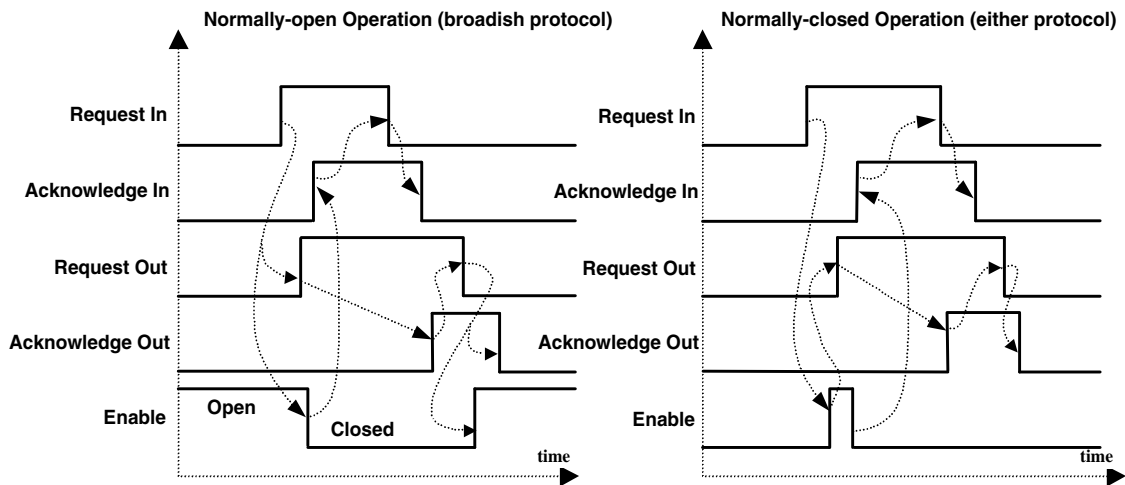 Normally-open Operation (broadish protocol)
Request In
Acknowledge In
Request Out
Acknowledge Out
Enable
Open
Closed
time
Normally-closed Operation (either protocol)
Request In
Acknowledge In
Request Out
Acknowledge Out
Enable
time